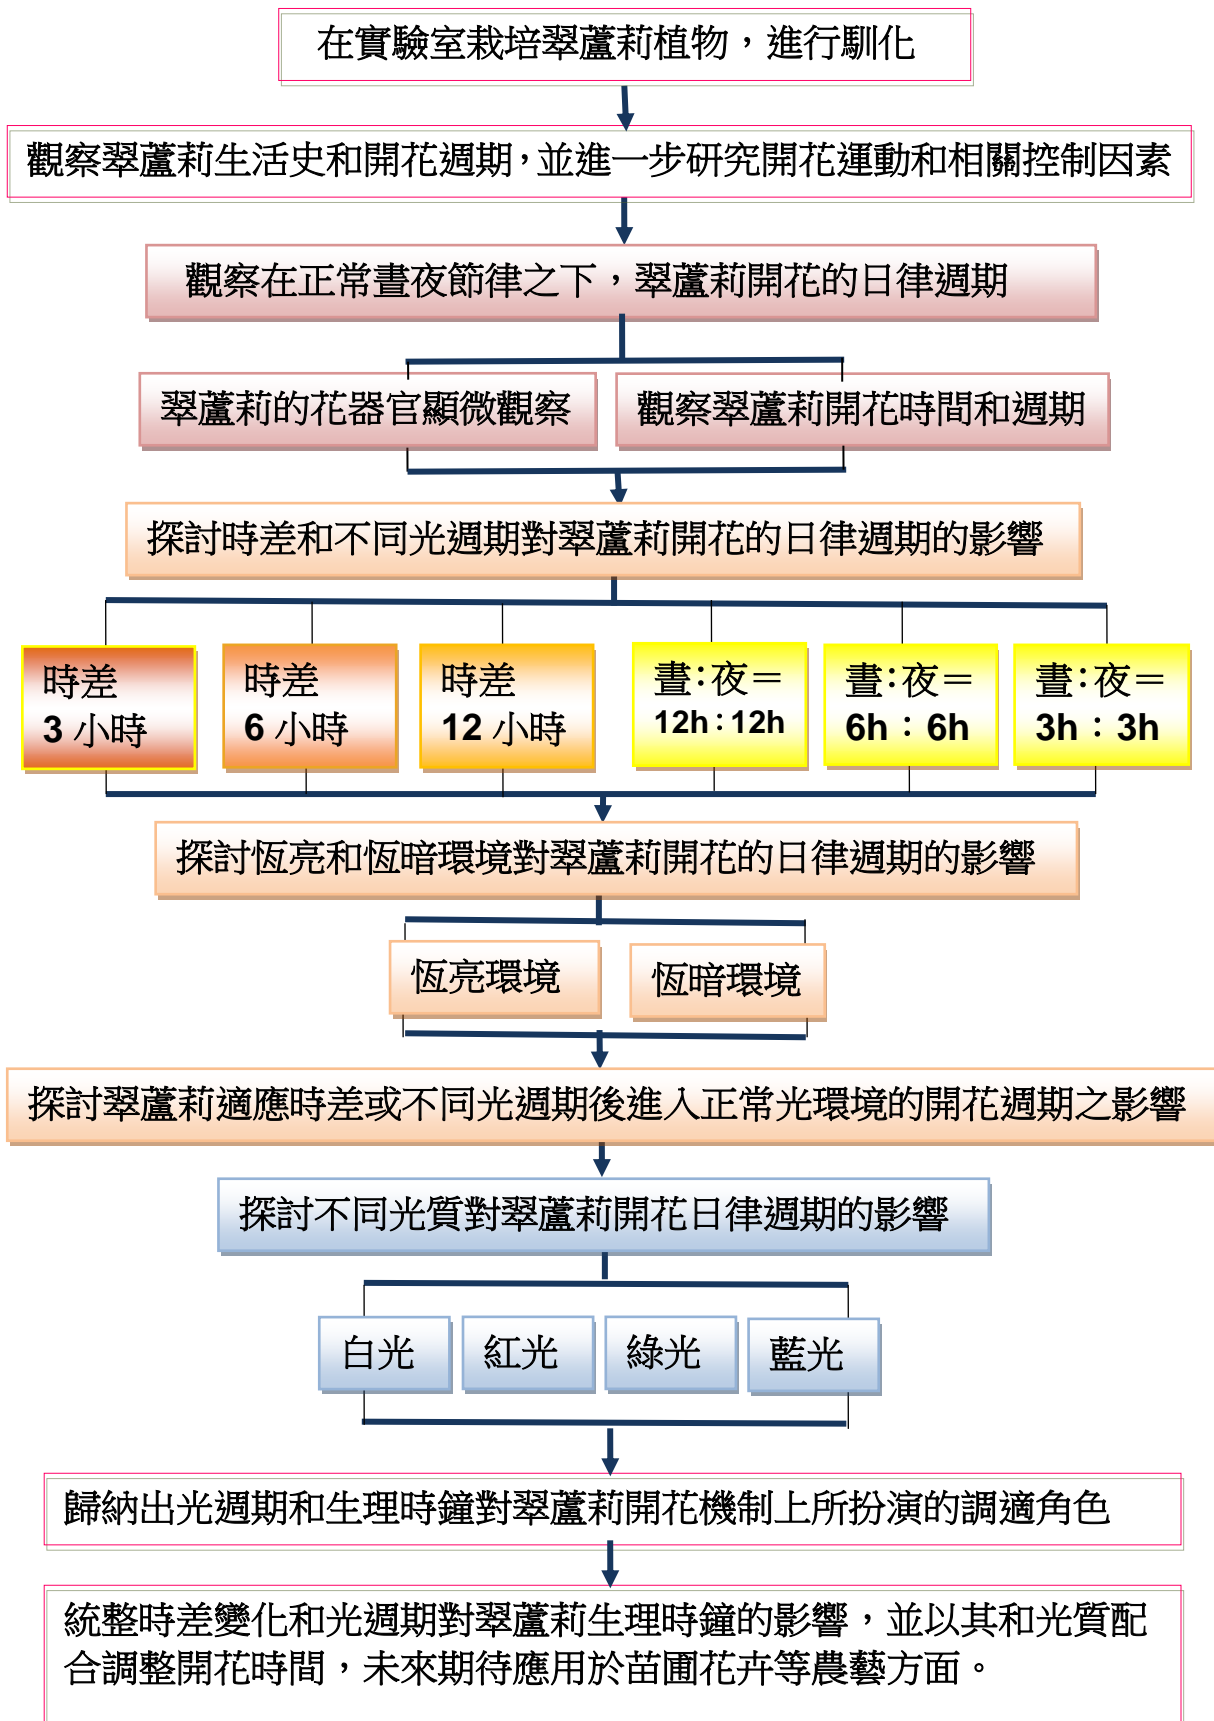 在實驗室栽培翠蘆莉植物，進行馴化
觀察翠蘆莉生活史和開花週期，並進一步研究開花運動和相關控制因素
觀察在正常晝夜節律之下，翠蘆莉開花的日律週期
翠蘆莉的花器官顯微觀察
觀察翠蘆莉開花時間和週期
探討時差和不同光週期對翠蘆莉開花的日律週期的影響
時差
3 小時
時差
6 小時
時差
12 小時
晝：夜＝
12h：12h
晝：夜＝
6h：6h
晝：夜＝
3h：3h
探討恆亮和恆暗環境對翠蘆莉開花的日律週期的影響
恆亮環境
恆暗環境
探討翠蘆莉適應時差或不同光週期後進入正常光環境的開花週期之影響
探討不同光質對翠蘆莉開花日律週期的影響
白光
紅光
綠光
藍光
歸納出光週期和生理時鐘對翠蘆莉開花機制上所扮演的調適角色
統整時差變化和光週期對翠蘆莉生理時鐘的影響，並以其和光質配
合調整開花時間，未來期待應用於苗圃花卉等農藝方面。